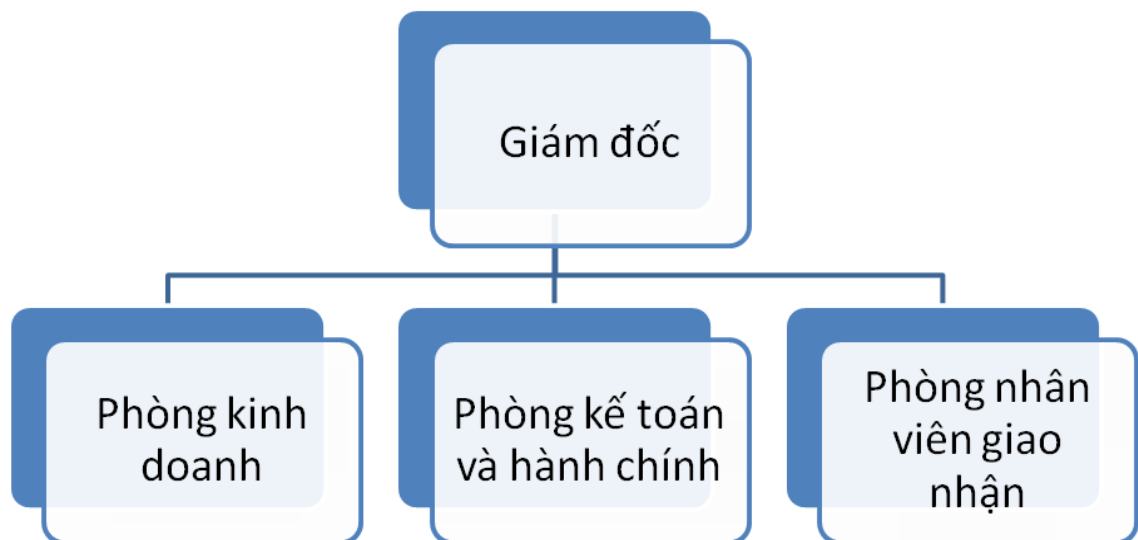 Giám đốc
Phòng kinh
doanh
Phòng kế toán
và hành chính
Phòng nhân
viên giao
nhận